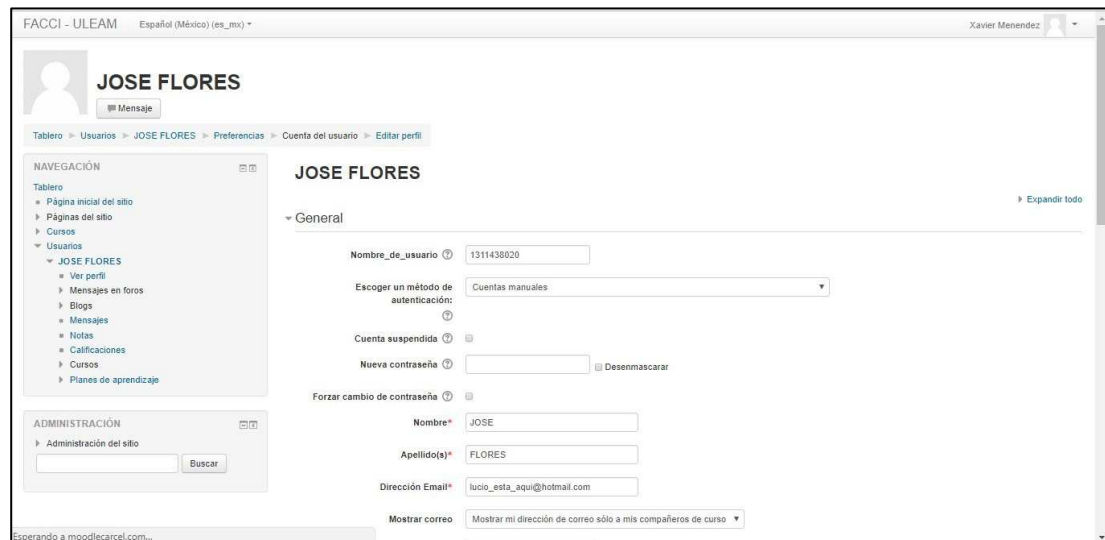 FACCI - ULEAM Español (México) (es_mx) Xavier Menendez
JOSE FLORES
Mensaje
Tablero Usuarios JOSE FLORES Preferencias Cuenta del usuario Editar perfil
NAVEGACIÓN
Tablero
Página inicial del sitio
Páginas del sitio
Cursos
Usuarios
JOSE FLORES
Ver perfil
Mensajes en foros
Blogs
Mensajes
Notas
Calificaciones
Cursos
Planes de aprendizaje
ADMINISTRACIÓN
Administración del sitio
Buscar
JOSE FLORES
Expandir todo
General
Nombre_de_usuario 1311438020
Escoger un método de Cuentas manuales
autenticación:
Cuenta suspendida
Nueva contraseña Desenmascarar
Forzar cambio de contraseña
Nombre* JOSE
Apellido(s)* FLORES
Dirección Email* lucio_esta_aqui@hotmail.com
Mostrar correo Mostrar mi dirección de correo sólo a mis compañeros de curso
Esperando a moodlecarcel.com...